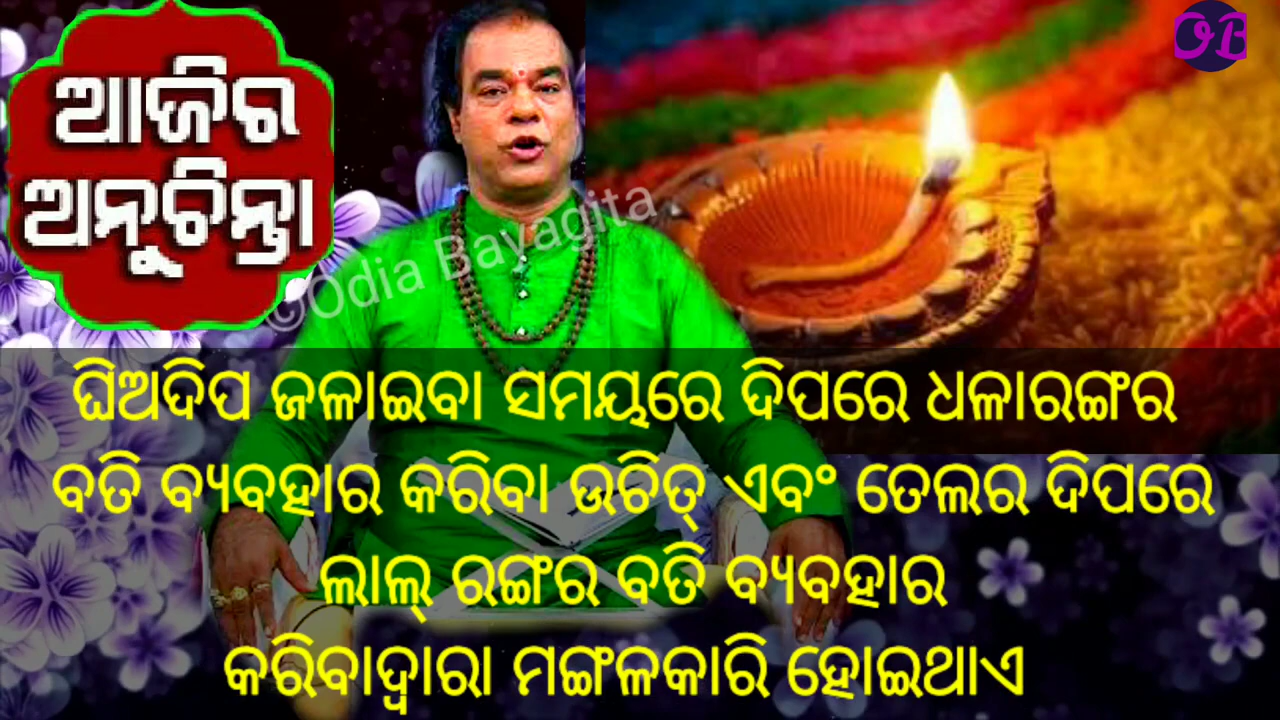 ଆଜିର
ଅନୁଚିନ୍ତା
OB
©Odia Bayagita
ଘିଅଦିପ ଜଳାଇବା ସମୟରେ ଦିପରେ ଧଳାରଙ୍ଗର
ବତି ବ୍ୟବହାର କରିବା ଉଚିତ୍ ଏବଂ ତେଲର ଦିପରେ
ଲାଲ୍ ରଙ୍ଗର ବତି ବ୍ୟବହାର
କରିବାଦ୍ୱାରା ମଙ୍ଗଳକାରି ହୋଇଥାଏ